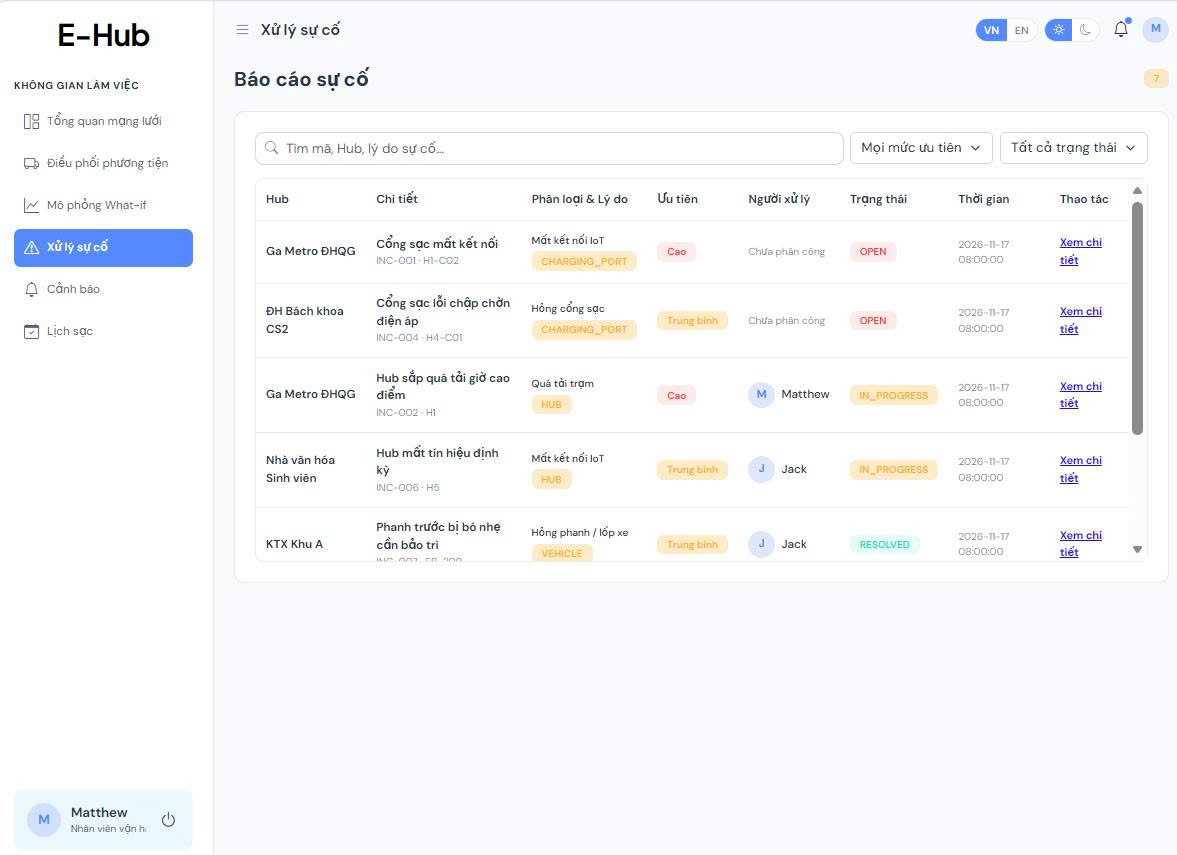 E-Hub
Xử lý sự cố
VN EN
M
KHÔNG GIAN LÀM VIỆC
Tổng quan mạng lưới
Điều phối phương tiện
Mô phỏng What-if
Xử lý sự cố
Cảnh báo
Lịch sạc
Báo cáo sự cố
7
Tìm mã, Hub, lý do sự cố...
Mọi mức ưu tiên
Tất cả trạng thái
Hub Chi tiết Phân loại & Lý do Ưu tiên Người xử lý Trạng thái Thời gian Thao tác
Ga Metro ĐHQG
Cổng sạc mất kết nối
INC-001 · H1-C02
Mất kết nối IoT
CHARGING_PORT
Cao
Chưa phân công
OPEN
2026-11-17
08:00:00
Xem chi
tiết
ĐH Bách khoa
CS2
Cổng sạc lỗi chập chờn
điện áp
INC-004 · H4-C01
Hỏng cổng sạc
CHARGING_PORT
Trung bình
Chưa phân công
OPEN
2026-11-17
08:00:00
Xem chi
tiết
Ga Metro ĐHQG
Hub sắp quá tải giờ cao
điểm
INC-002 · H1
Quá tải trạm
HUB
Cao
M Matthew
IN_PROGRESS
2026-11-17
08:00:00
Xem chi
tiết
Nhà văn hóa
Sinh viên
Hub mất tín hiệu định
kỳ
INC-006 · H5
Mất kết nối IoT
HUB
Trung bình
J Jack
IN_PROGRESS
2026-11-17
08:00:00
Xem chi
tiết
KTX Khu A
Phanh trước bị bó nhẹ
cần bảo trì
Hỏng phanh / lốp xe
VEHICLE
Trung bình
J Jack
RESOLVED
2026-11-17
08:00:00
Xem chi
tiết
M
Matthew
Nhân viên vận h